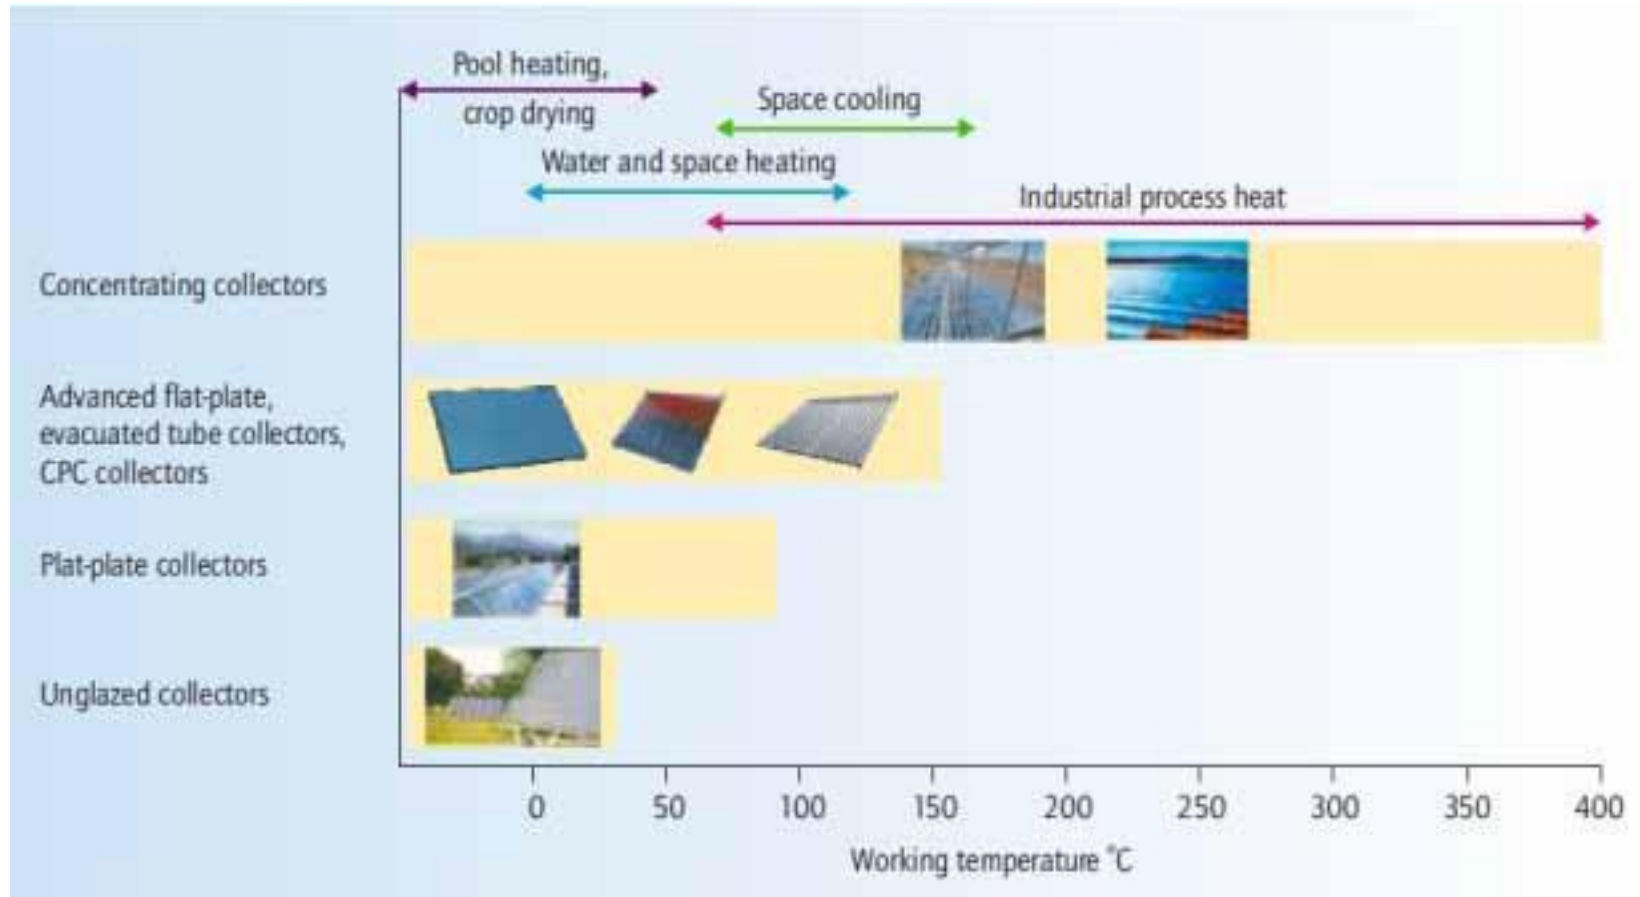 Pool heating,
crop drying
Space cooling
Water and space heating
Industrial process heat
Concentrating collectors
Advanced flat-plate,
evacuated tube collectors,
CPC collectors
Plat-plate collectors
Unglazed collectors
0 50 100 150 200 250 300 350 400
Working temperature °C